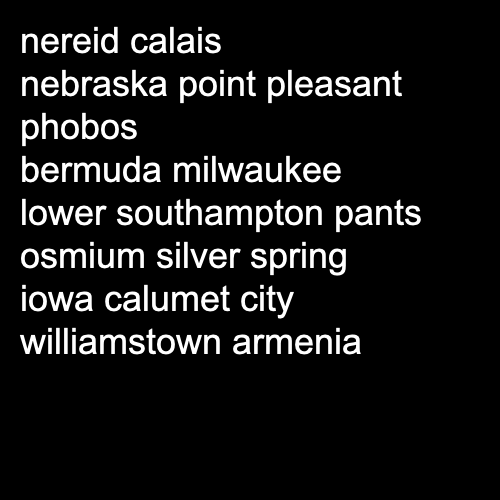 nereid calais
nebraska point pleasant
phobos
bermuda milwaukee
lower southampton pants
osmium silver spring
iowa calumet city
williamstown armenia